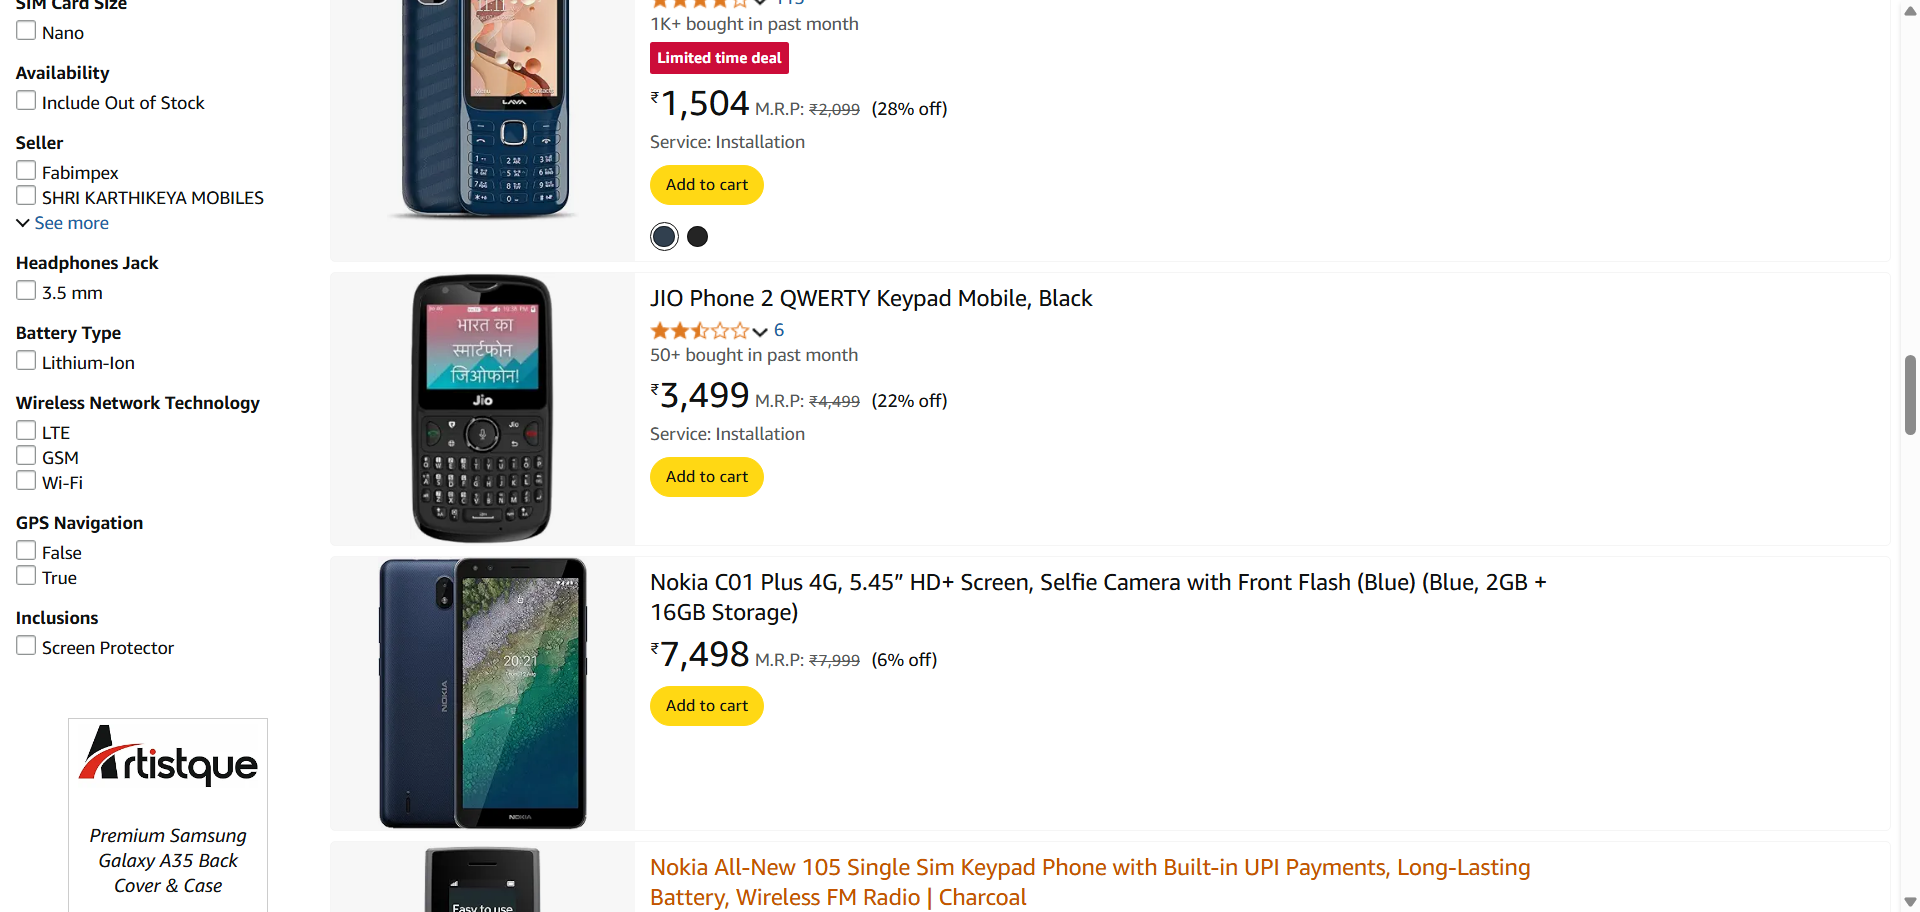 SIM Card Size
Nano
Availability
Include Out of Stock
Seller
Fabimpex
SHRI KARTHIKEYA MOBILES
See more
Headphones Jack
3.5 mm
Battery Type
Lithium-Ion
Wireless Network Technology
LTE
GSM
Wi-Fi
GPS Navigation
False
True
Inclusions
Screen Protector
Artistque
Premium Samsung
Galaxy A35 Back
Cover & Case
LAVA
1K+ bought in past month
Limited time deal
₹1,504 M.R.P: ₹2,099 (28% off)
Service: Installation
Add to cart
भारत का
स्मार्टफोन
जिओफोन!
Jio
JIO Phone 2 QWERTY Keypad Mobile, Black
6
50+ bought in past month
₹3,499 M.R.P: ₹4,499 (22% off)
Service: Installation
Add to cart
20:21
NOKIA
NOKIA
Nokia C01 Plus 4G, 5.45” HD+ Screen, Selfie Camera with Front Flash (Blue) (Blue, 2GB +
16GB Storage)
₹7,498 M.R.P: ₹7,999 (6% off)
Add to cart
Easy to use
Nokia All-New 105 Single Sim Keypad Phone with Built-in UPI Payments, Long-Lasting
Battery, Wireless FM Radio | Charcoal